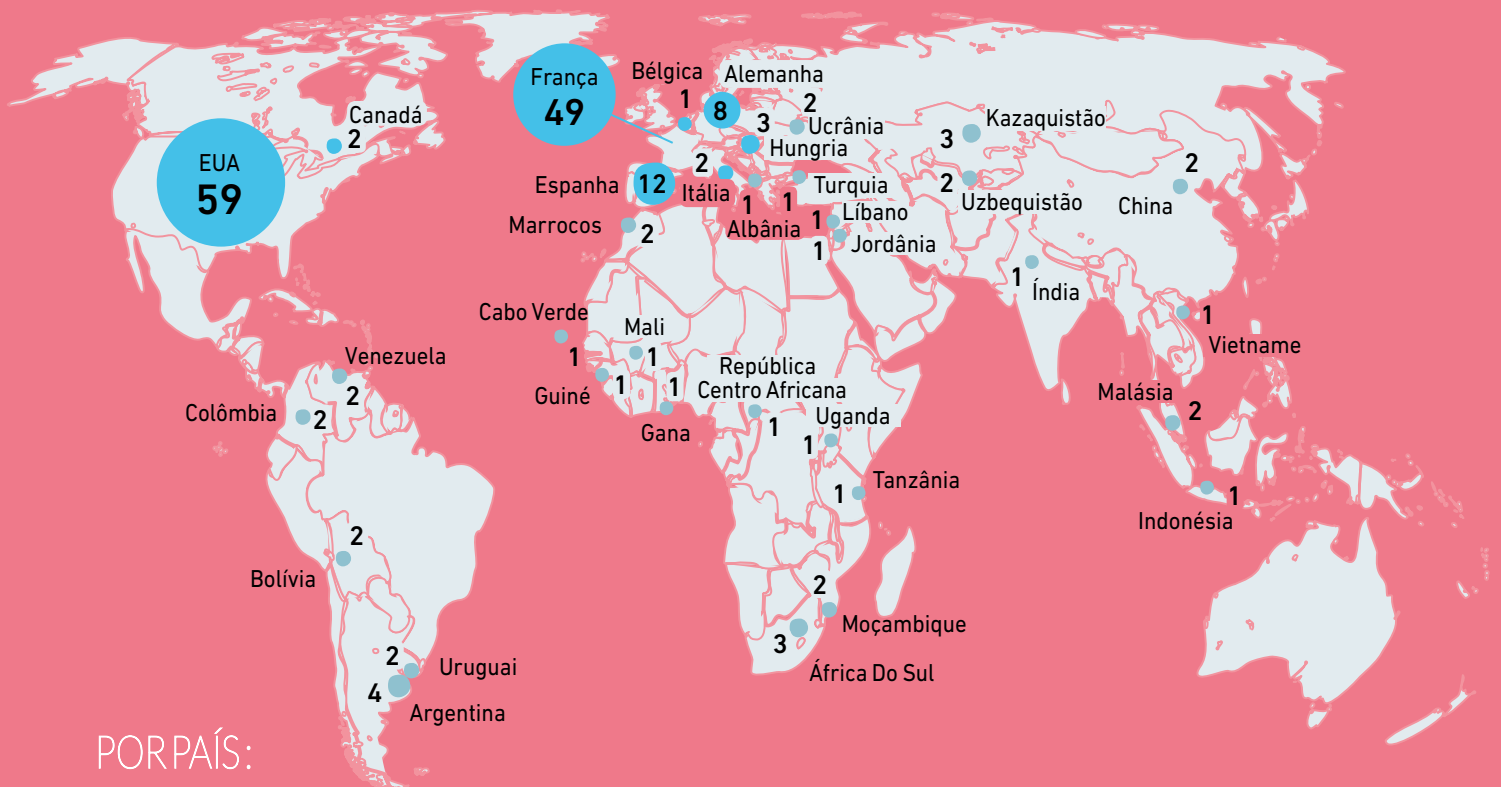 França
49
Bélgica
1
Alemanha
8
2
Ucrânia
3
Hungria
Canadá
2
EUA
59
Kazaquistão
3
2
China
2
Uzbequistão
Espanha
12
2
Itália
1
Albânia
1
Turquia
1
Líbano
1
Jordânia
Marrocos
2
1
Índia
Cabo Verde
1
Mali
1
1
Vietname
Venezuela
2
República
Centro Africana
1
Guiné
1
1
Gana
Uganda
1
Malásia
2
Colômbia
2
Tanzânia
1
1
Indonésia
2
Bolívia
2
Moçambique
3
África Do Sul
2
Uruguai
4
Argentina
POR PAÍS: